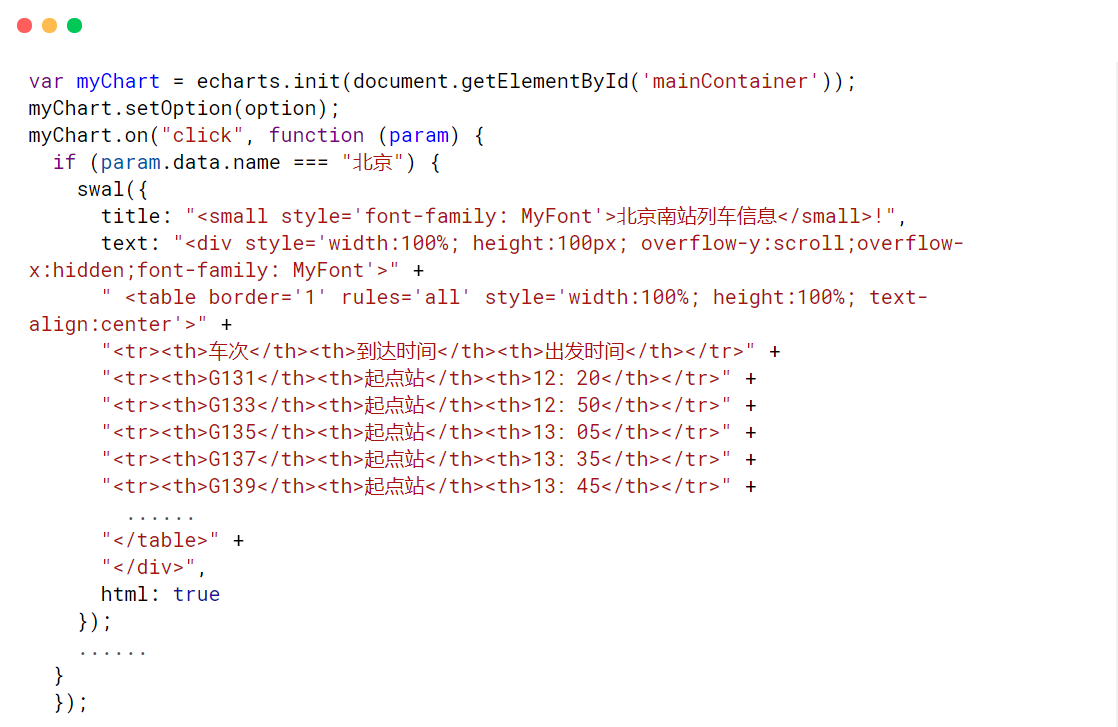 var myChart = echarts.init(document.getElementById('mainContainer'));
myChart.setOption(option);
myChart.on("click", function (param) {
  if (param.data.name === "北京") {
    swal({
      title: "<small style='font-family: MyFont'>北京南站列车信息</small>!",
      text: "<div style='width:100%; height:100px; overflow-y:scroll;overflow-
x:hidden;font-family: MyFont'>" +
      " <table border='1' rules='all' style='width:100%; height:100%; text-
align:center'>" +
      "<tr><th>车次</th><th>到达时间</th><th>出发时间</th></tr>" +
      "<tr><th>G131</th><th>起点站</th><th>12：20</th></tr>" +
      "<tr><th>G133</th><th>起点站</th><th>12：50</th></tr>" +
      "<tr><th>G135</th><th>起点站</th><th>13：05</th></tr>" +
      "<tr><th>G137</th><th>起点站</th><th>13：35</th></tr>" +
      "<tr><th>G139</th><th>起点站</th><th>13：45</th></tr>" +
        ......
      "</table>" +
      "</div>",
      html: true
    });
    ......
  }
  });